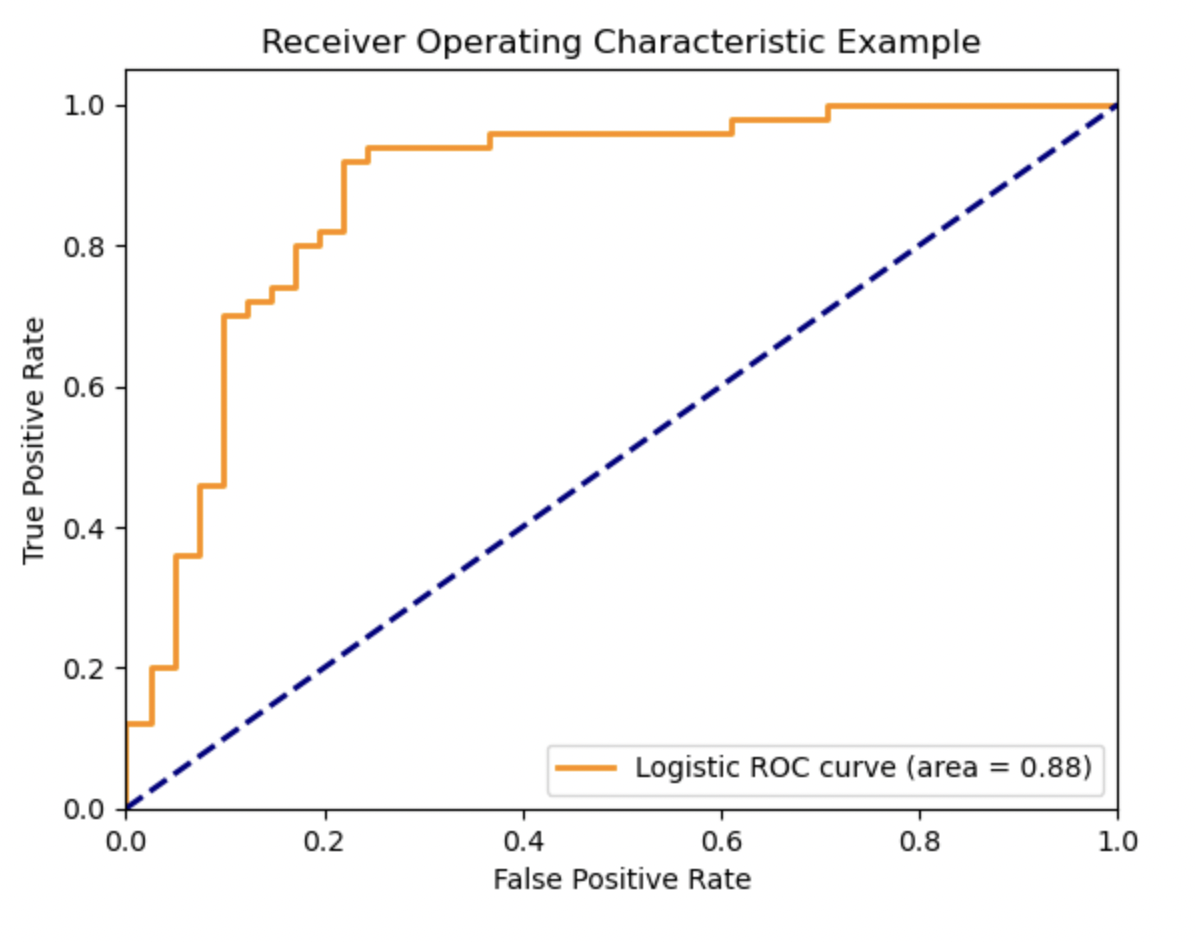 Receiver Operating Characteristic Example
1.0
0.8
0.6
0.4
0.2
0.0
True Positive Rate
Logistic ROC curve (area = 0.88)
0.0 0.2 0.4 0.6 0.8 1.0
False Positive Rate